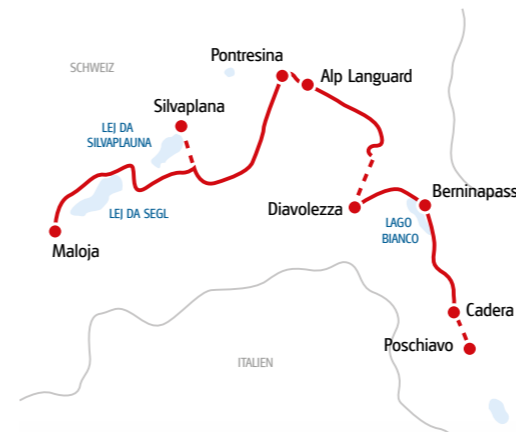 Pontresina
SCHWEIZ
Alp Languard
Silvaplana
LEJ DA
SILVAPLAUNA
Berninapass
LEJ DA SEGL
Diavolezza
LAGO
BIANCO
Maloja
Cadera
Poschiavo
ITALIEN